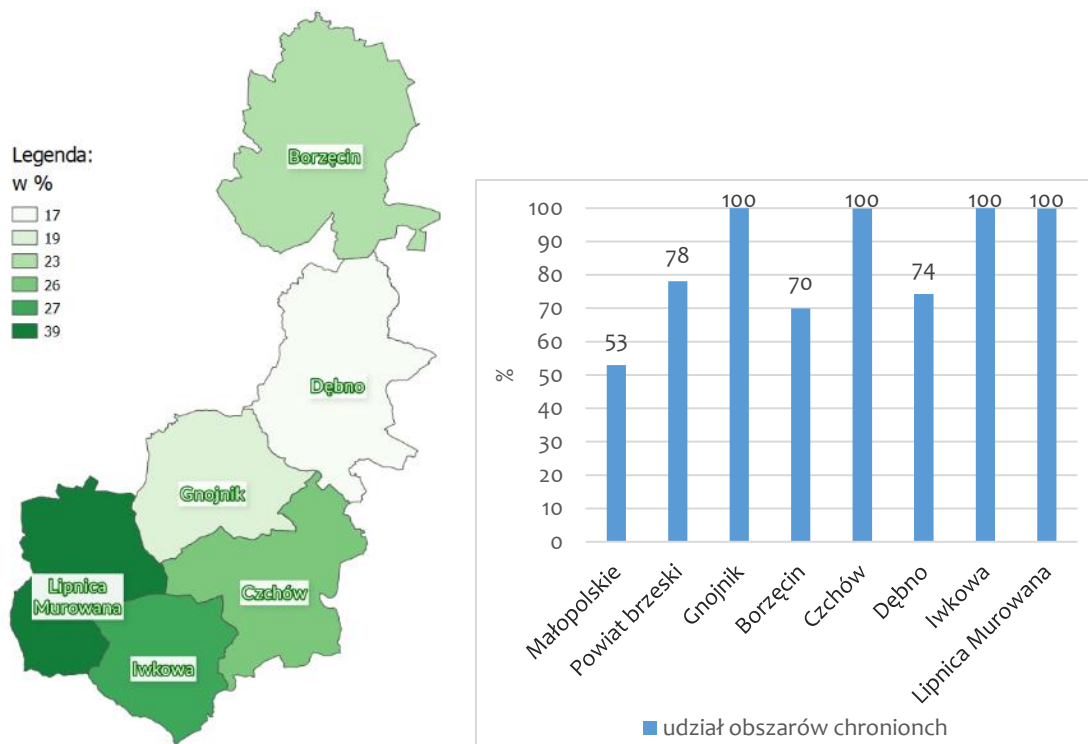 Legenda:
w %
17
19
23
26
27
39
Borzęcin
Dębno
Gnojnik
Lipnica
Murowana
Czchów
Iwkowa
%
100
90
80
70
60
50
40
30
20
10
0
53
78
100
70
100
74
100
100
Małopolskie
Powiat brzeski
Gnojnik
Borzęcin
Czchów
Dębno
Iwkowa
Lipnica Murowana
udział obszarów chronionch